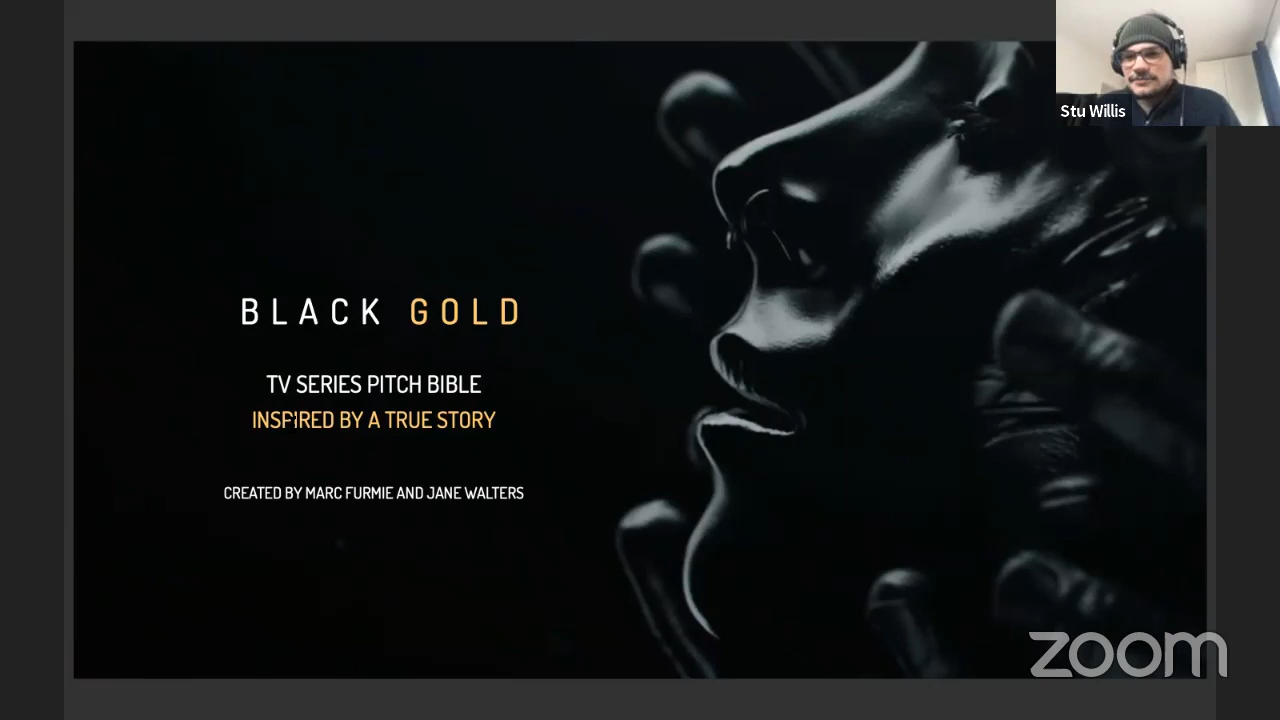 Stu Willis
BLACK GOLD
TV SERIES PITCH BIBLE
INSPIRED BY A TRUE STORY
CREATED BY MARC FURMIE AND JANE WALTERS
zoom